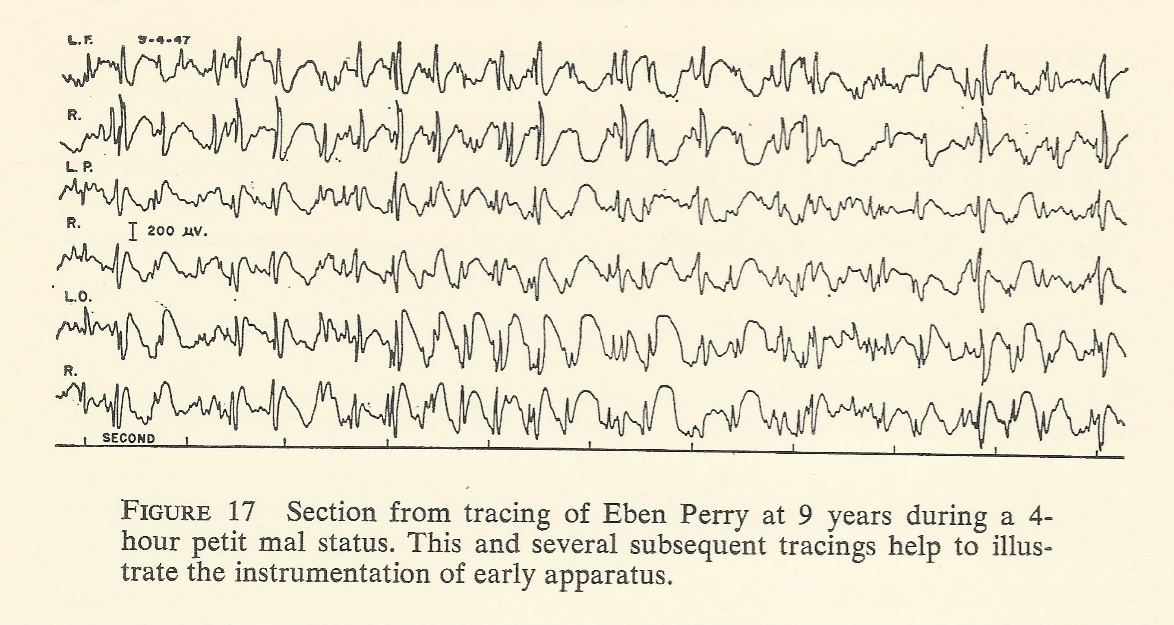 L.F. 9-4-47
R.
L.P.
R. 200 µV.
L.O.
R.
SECOND
FIGURE 17 Section from tracing of Eben Perry at 9 years during a 4-
hour petit mal status. This and several subsequent tracings help to illus-
trate the instrumentation of early apparatus.